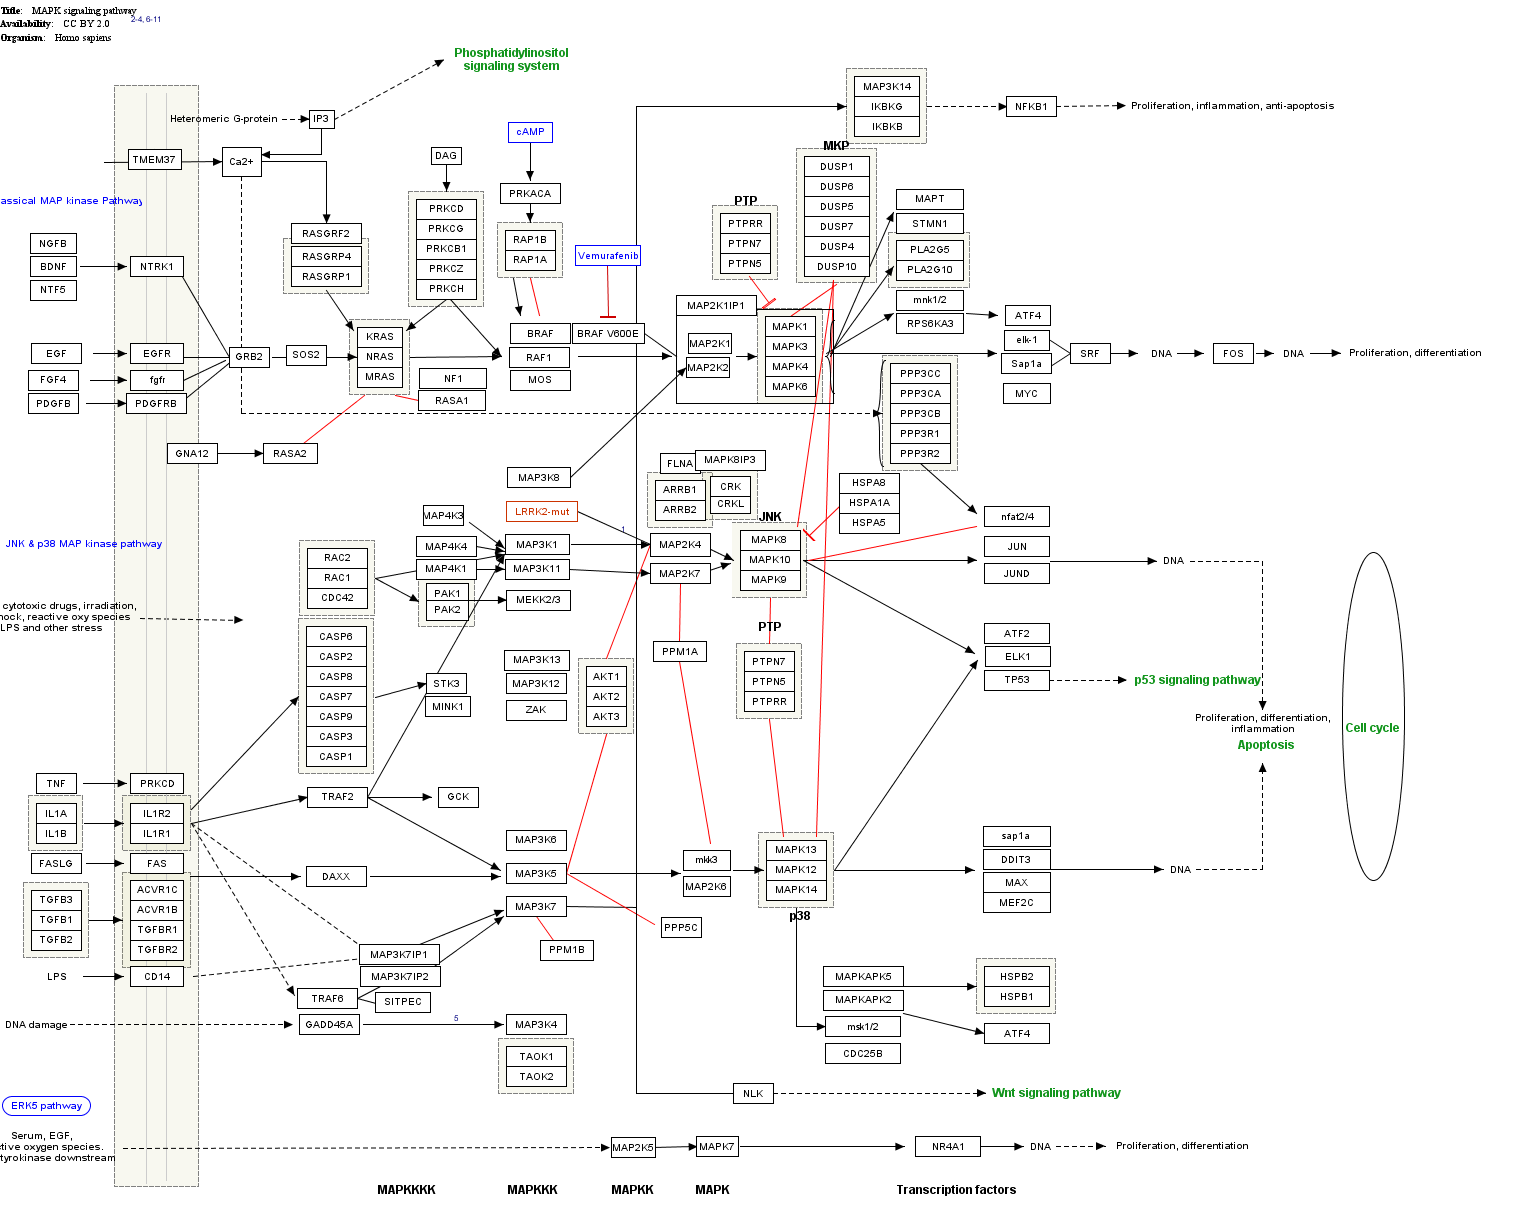 Title: MAPK signaling pathway
Availability: CC BY 2.0
Organism: Homo sapiens
2-4, 6-11
Phosphatidylinositol
signaling system
Heteromeric G-protein
IP3
cAMP
MAP3K14
IKBKG
IKBKB
NFKB1
Proliferation, inflammation, anti-apoptosis
TMEM37
Ca2+
DAG
MKP
DUSP1
DUSP6
DUSP5
DUSP7
DUSP4
DUSP10
PRKACA
MAPT
STMN1
PLA2G5
PLA2G10
assical MAP kinase Pathway
PTP
PTPRR
PTPN7
PTPN5
PRKCD
PRKCG
PRKCB1
PRKCZ
PRKCH
RAP1B
RAP1A
RASGRF2
RASGRP4
RASGRP1
NGFB
BDNF
NTF5
NTRK1
Vemurafenib
MAP2K1IP1
mnk1/2
RPS6KA3
ATF4
elk-1
Sap1a
MYC
SRF
DNA
FOS
DNA
Proliferation, differentiation
EGF
FGF4
PDGFB
EGFR
fgfr
PDGFRB
GRB2
SOS2
KRAS
NRAS
MRAS
NF1
RASA1
BRAF
RAF1
MOS
BRAF V600E
MAP2K1
MAP2K2
MAPK1
MAPK3
MAPK4
MAPK6
PPP3CC
PPP3CA
PPP3CB
PPP3R1
PPP3R2
GNA12
RASA2
MAP3K8
FLNA
MAPK8IP3
ARRB1
ARRB2
CRK
CRKL
HSPA8
HSPA1A
HSPA5
LRRK2-mut
1
JNK & p38 MAP kinase pathway
MAP4K3
MAP4K4
MAP4K1
PAK1
PAK2
MAP3K1
MAP3K11
MEKK2/3
MAP2K4
MAP2K7
JNK
MAPK8
MAPK10
MAPK9
nfat2/4
JUN
JUND
DNA
RAC2
RAC1
CDC42
cytotoxic drugs, irradiation,
hock, reactive oxy species
LPS and other stress
CASP6
CASP2
CASP8
CASP7
CASP9
CASP3
CASP1
STK3
MINK1
MAP3K13
MAP3K12
ZAK
AKT1
AKT2
AKT3
PPM1A
PTP
PTPN7
PTPN5
PTPRR
ATF2
ELK1
TP53
p53 signaling pathway
Proliferation, differentiation,
inflammation
Apoptosis
Cell cycle
TNF
PRKCD
IL1A
IL1B
IL1R2
IL1R1
TRAF2
GCK
FASLG
FAS
DAXX
MAP3K6
MAP3K5
MAP3K7
mkk3
MAP2K6
MAPK13
MAPK12
MAPK14
p38
sap1a
DDIT3
MAX
MEF2C
DNA
TGFB3
TGFB1
TGFB2
ACVR1C
ACVR1B
TGFBR1
TGFBR2
PPP5C
PPM1B
LPS
CD14
MAP3K7IP1
MAP3K7IP2
TRAF6
SITPEC
MAPKAPK5
MAPKAPK2
msk1/2
CDC25B
HSPB2
HSPB1
ATF4
DNA damage
GADD45A
5
MAP3K4
TAOK1
TAOK2
NLK
Wnt signaling pathway
ERK5 pathway
Serum, EGF,
ctive oxygen species.
tyrokinase downstream
MAP2K5
MAPK7
NR4A1
DNA
Proliferation, differentiation
MAPKKKK
MAPKKK
MAPKK
MAPK
Transcription factors